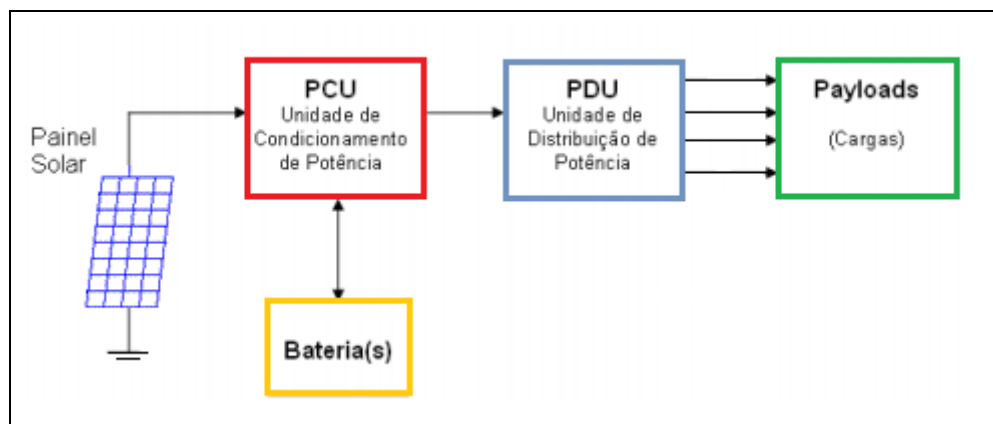 Painel
Solar
PCU
Unidade de
Condicionamento
de Potência
PDU
Unidade de
Distribuição de
Potência
Payloads
(Cargas)
Bateria(s)